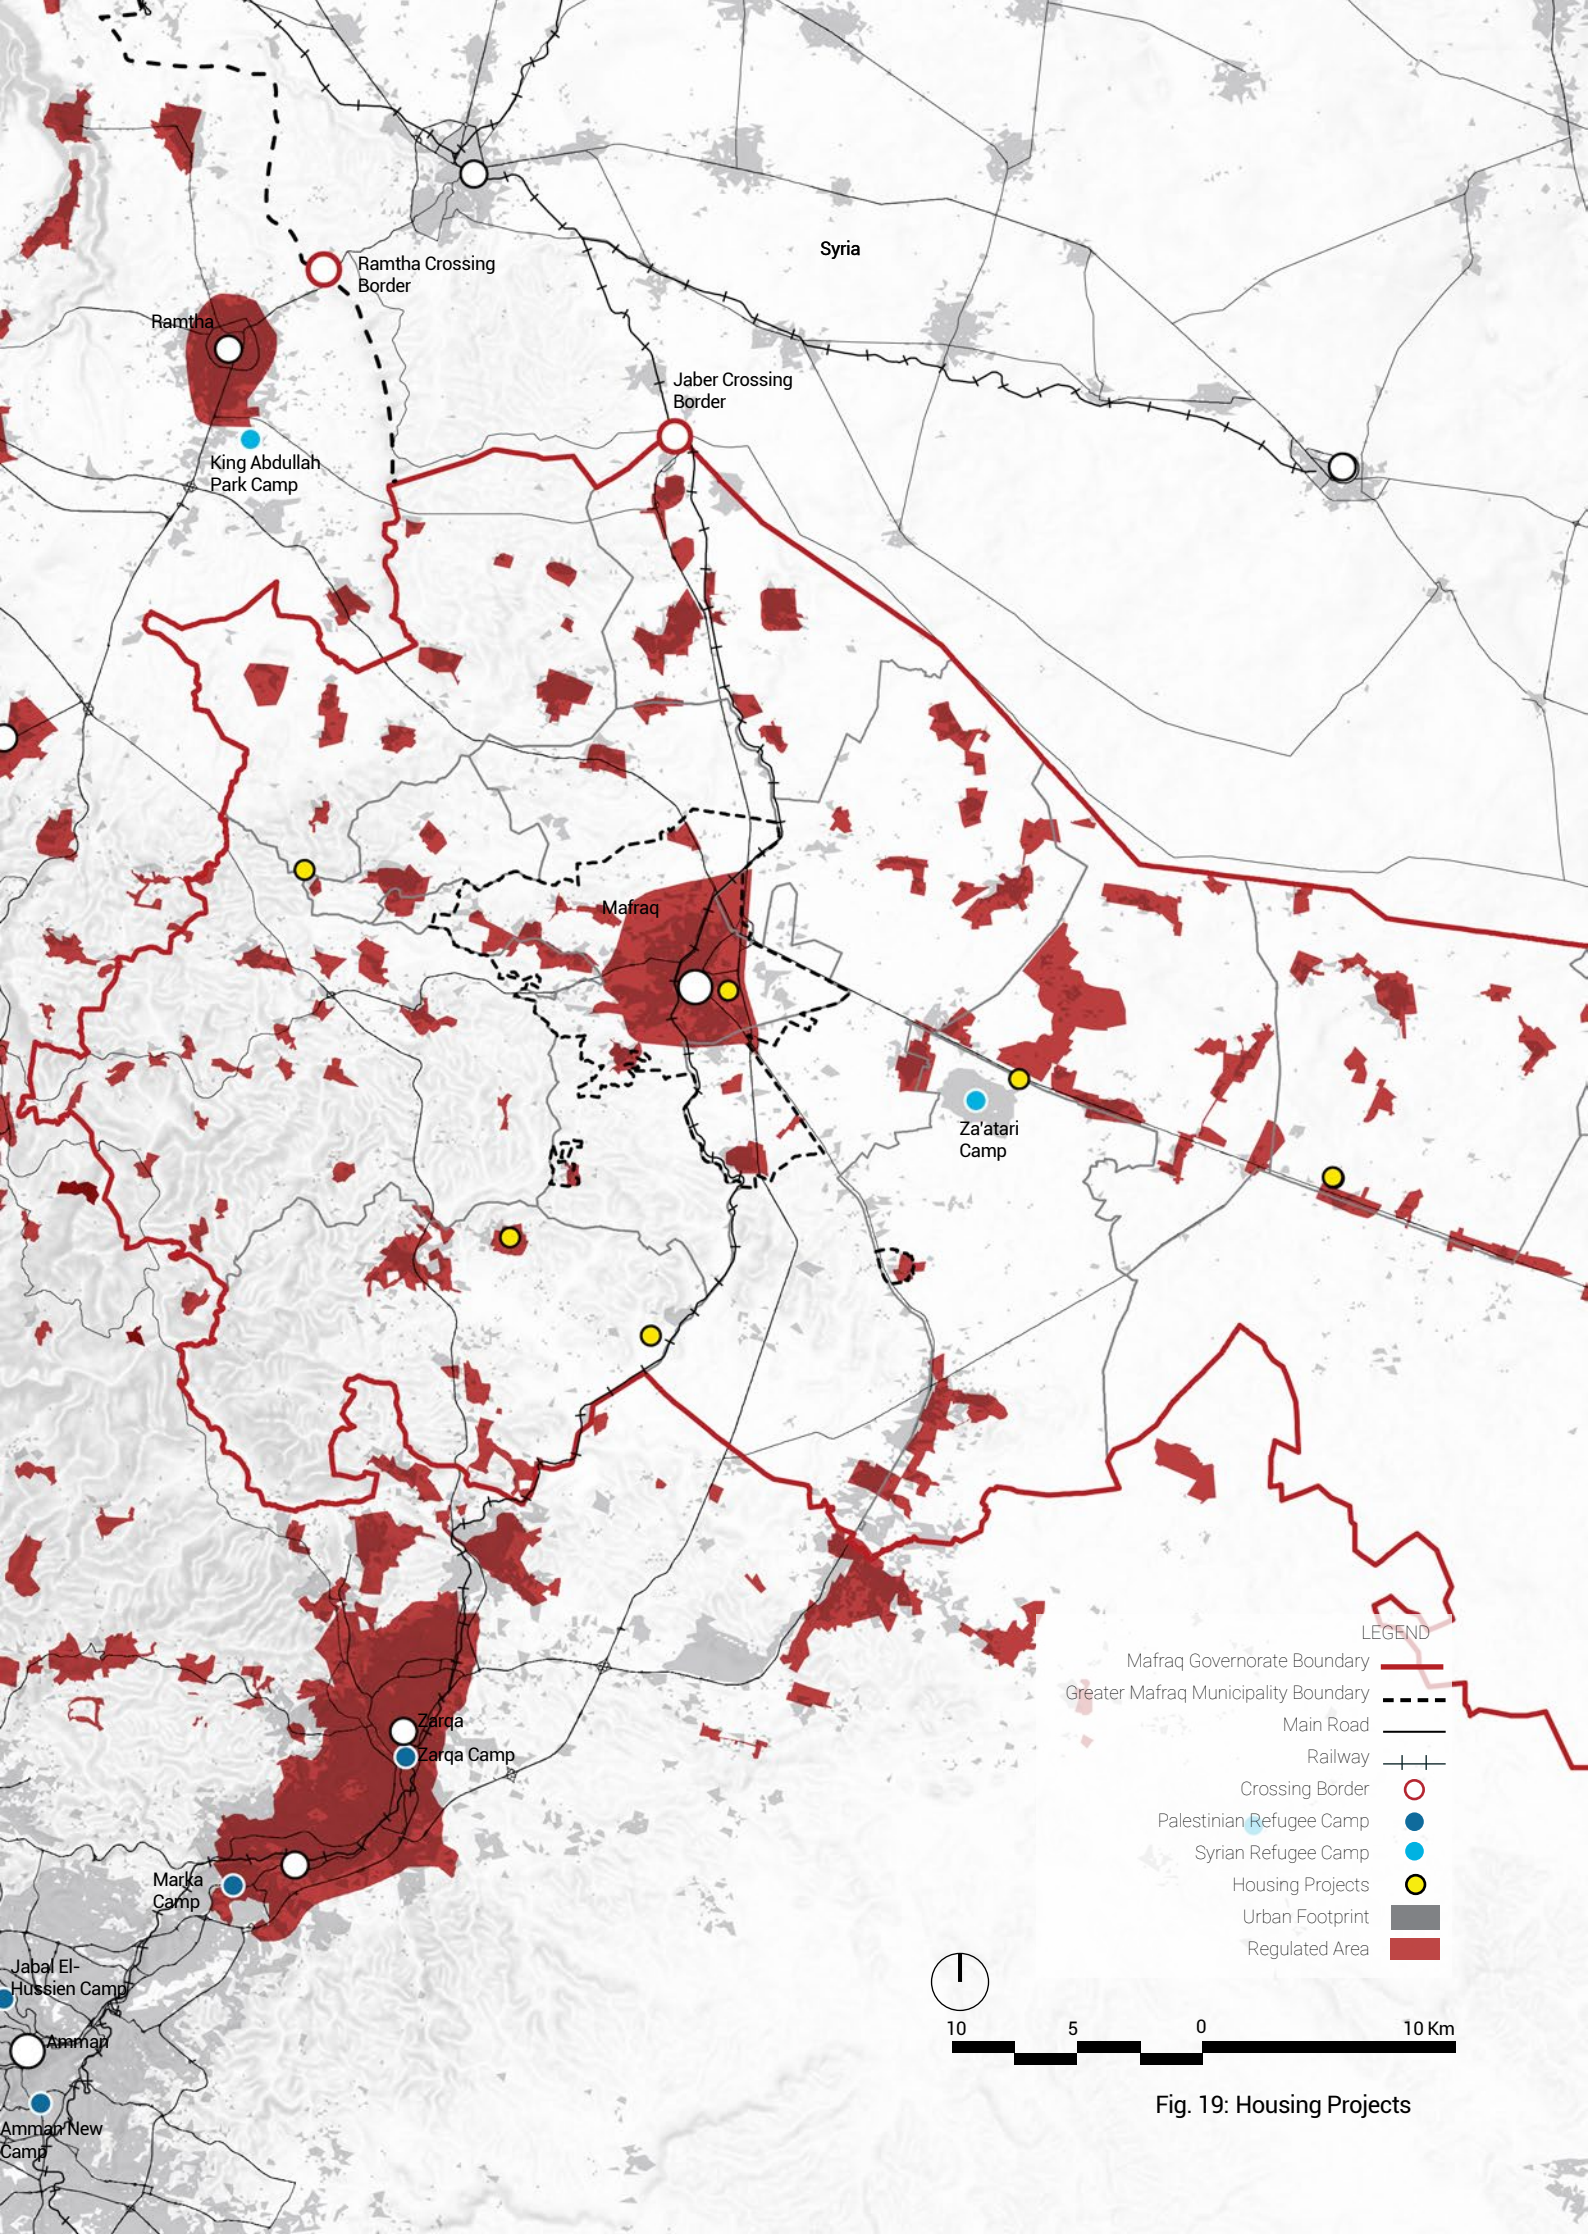 Syria
Ramtha Crossing
Border
Ramtha
Jaber Crossing
Border
King Abdullah
Park Camp
Mafraq
Za'atari
Camp
LEGEND
Mafraq Governorate Boundary
Greater Mafraq Municipality Boundary
Main Road
Railway
Crossing Border
Palestinian Refugee Camp
Syrian Refugee Camp
Housing Projects
Urban Footprint
Regulated Area
Zarqa
Zarqa Camp
Marka
Camp
Jabal El-
Hussien Camp
Amman
Amman New
Camp
10 5 0 10 Km
Fig. 19: Housing Projects